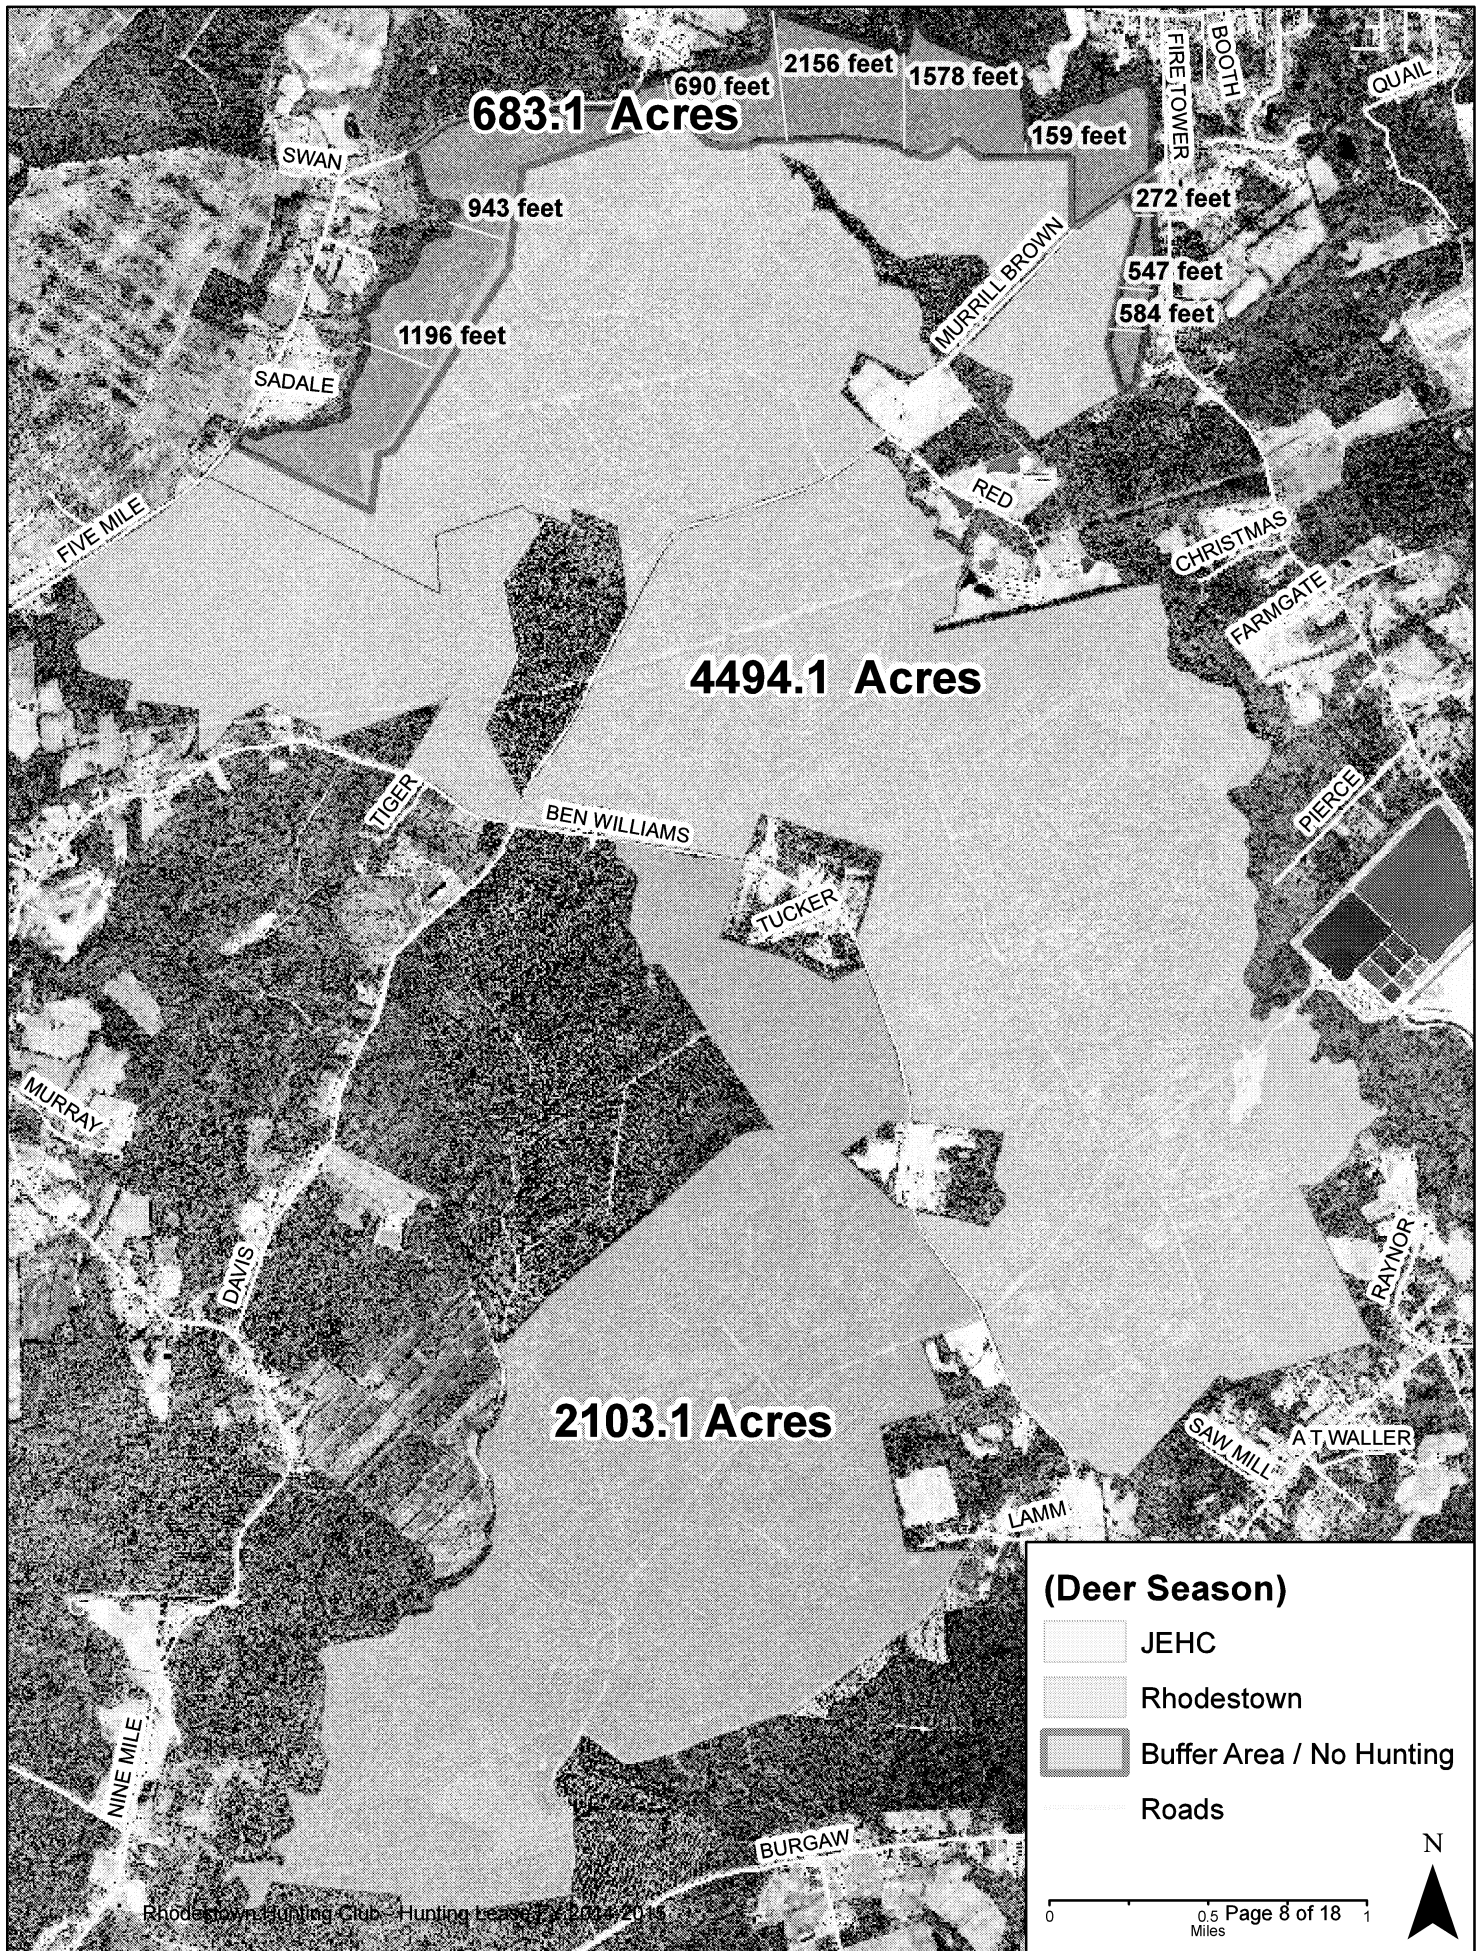 690 feet
2156 feet
1578 feet
683.1 Acres
159 feet
FIRE TOWER
BOOTH
QUAIL
SWAN
943 feet
272 feet
MURRILL BROWN
547 feet
584 feet
1196 feet
SADALE
FIVE MILE
RED
CHRISTMAS
FARMGATE
4494.1 Acres
TIGER
BEN WILLIAMS
PIERCE
TUCKER
MURRAY
DAVIS
RAYNOR
2103.1 Acres
SAW MILL
A T WALLER
LAMM
NINE MILE
BURGAW
(Deer Season)
JEHC
Rhodestown
Buffer Area / No Hunting
Roads
N
0 0.5 1
Miles
Page 8 of 18
Rhodestown Hunting Club - Hunting Lease FY 2014-2015